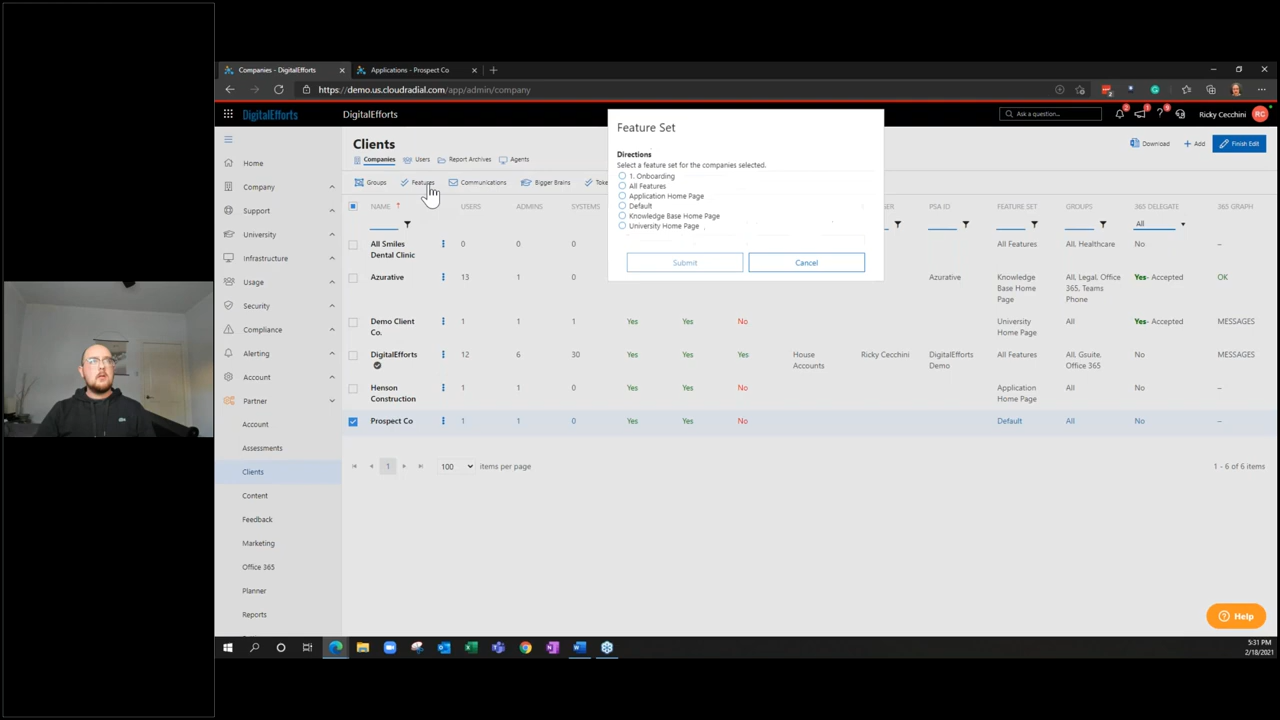 Companies - DigitalEfforts
Applications - Prospect Co
https://demo.us.cloudradial.com/app/admin/company
DigitalEfforts
DigitalEfforts
Ask a question...
2
1
9
Ricky Cecchini
RC
Home
Company
Support
University
Infrastructure
Usage
Security
Compliance
Alerting
Account
Partner
Account
Assessments
Clients
Content
Feedback
Marketing
Office 365
Planner
Reports
Clients
Download
Add
Finish Edit
Companies
Users
Report Archives
Agents
Groups
Features
Communications
Bigger Brains
Toke
Feature Set
Directions
Select a feature set for the companies selected.
1. Onboarding
All Features
Application Home Page
Default
Knowledge Base Home Page
University Home Page
Submit
Cancel
NAME ↑ USERS ADMINS SYSTEMS GER PSA ID FEATURE SET GROUPS 365 DELEGATE 365 GRAPH
All
All Smiles Dental Clinic 0 0 0 All Features All, Healthcare No --
Azurative 13 1 0 Azurative Knowledge Base Home Page All, Legal, Office 365, Teams Phone Yes- Accepted OK
Demo Client Co. 1 1 1 Yes Yes No University Home Page All Yes- Accepted MESSAGES
DigitalEfforts 12 6 30 Yes Yes Yes House Accounts Ricky Cecchini DigitalEfforts Demo All Features All, Gsuite, Office 365 No MESSAGES
Henson Construction 1 1 0 Yes Yes No Application Home Page All No --
Prospect Co 1 1 0 Yes Yes No Default All No --
1
100
items per page
1 - 6 of 6 items
Help
5:31 PM
2/18/2021